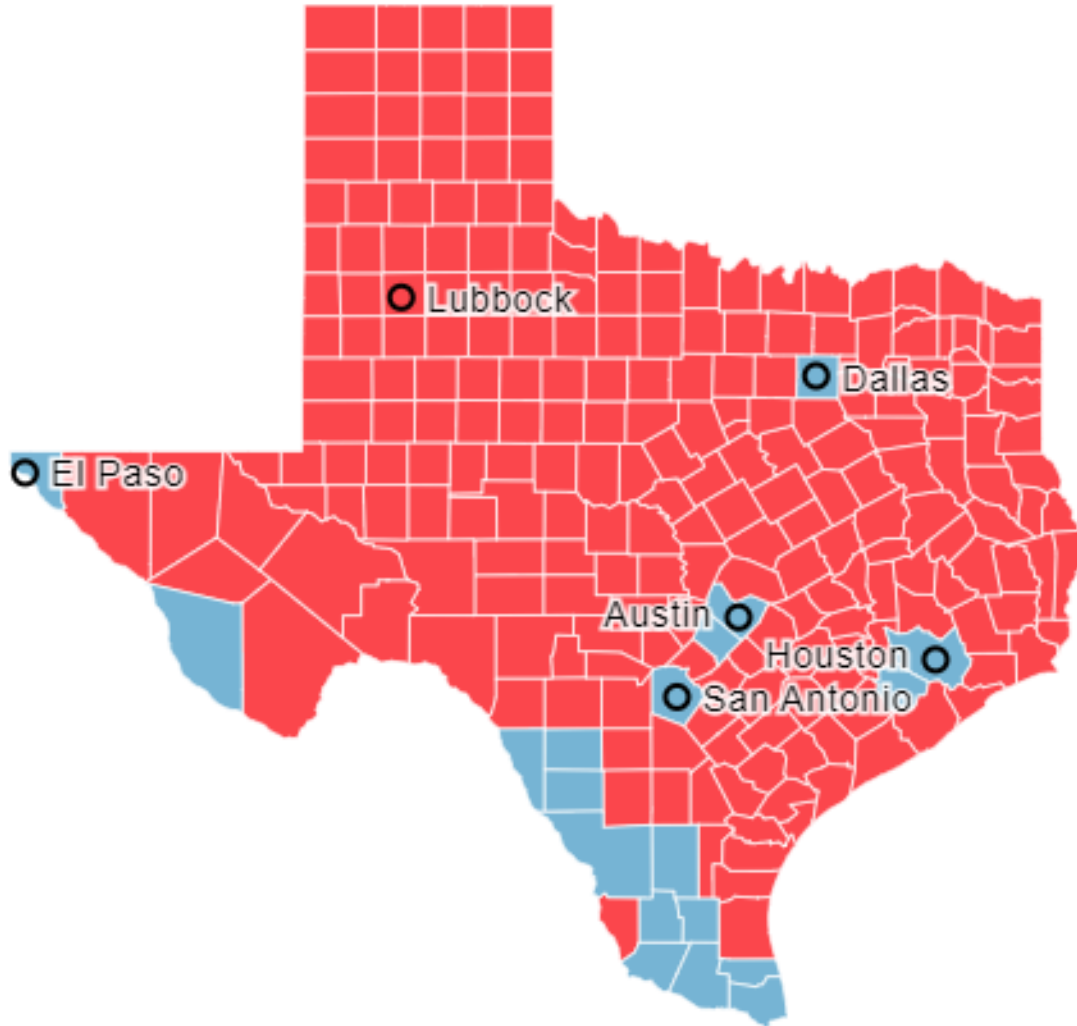 Lubbock
Dallas
El Paso
Austin
Houston
San Antonio